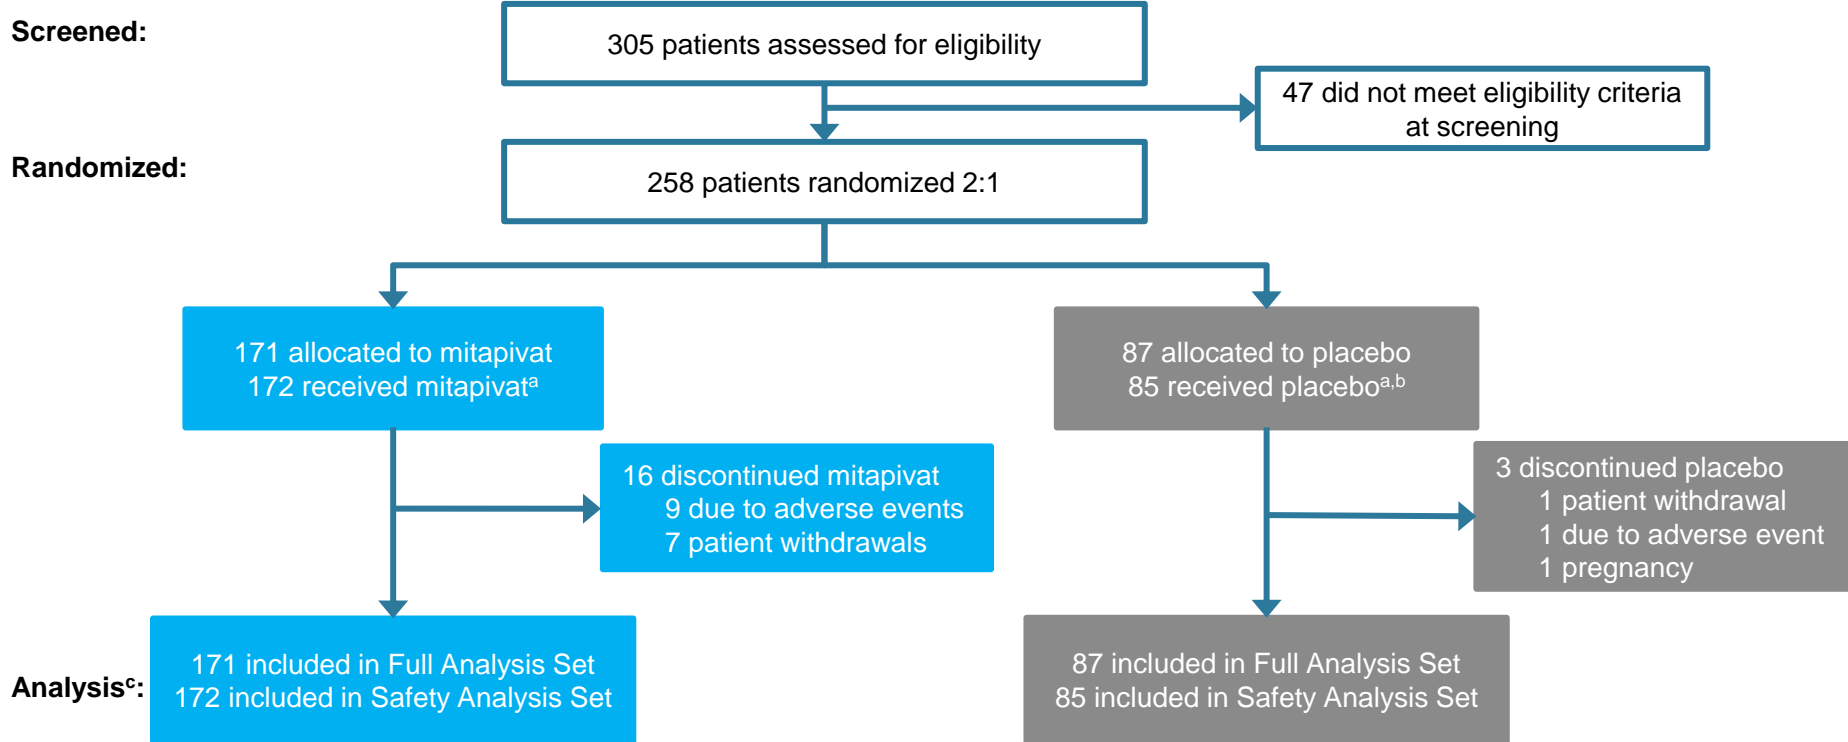 Screened:
305 patients assessed for eligibility
47 did not meet eligibility criteria
at screening
Randomized:
258 patients randomized 2:1
171 allocated to mitapivat
172 received mitapivatᵃ
87 allocated to placebo
85 received placeboᵃ,ᵇ
16 discontinued mitapivat
9 due to adverse events
7 patient withdrawals
3 discontinued placebo
1 patient withdrawal
1 due to adverse event
1 pregnancy
Analysisᶜ:
171 included in Full Analysis Set
172 included in Safety Analysis Set
87 included in Full Analysis Set
85 included in Safety Analysis Set